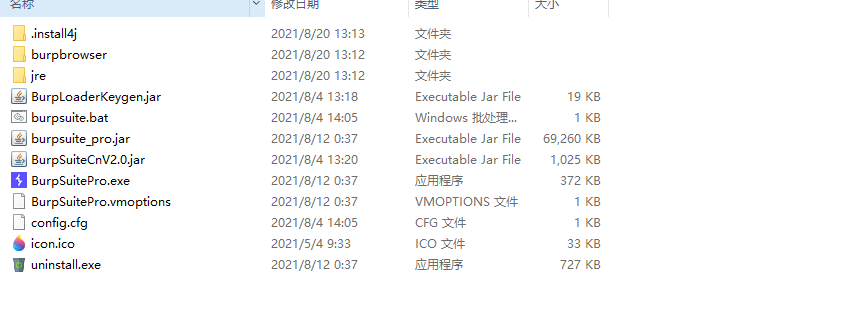 名称 修改日期 类型 大小
.install4j 2021/8/20 13:13 文件夹
burpbrowser 2021/8/20 13:12 文件夹
jre 2021/8/20 13:12 文件夹
BurpLoaderKeygen.jar 2021/8/4 13:18 Executable Jar File 19 KB
burpsuite.bat 2021/8/4 14:05 Windows 批处理... 1 KB
burpsuite_pro.jar 2021/8/12 0:37 Executable Jar File 69,260 KB
BurpSuiteCnV2.0.jar 2021/8/4 13:20 Executable Jar File 1,025 KB
BurpSuitePro.exe 2021/8/12 0:37 应用程序 372 KB
BurpSuitePro.vmoptions 2021/8/12 0:37 VMOPTIONS 文件 1 KB
config.cfg 2021/8/4 14:05 CFG 文件 1 KB
icon.ico 2021/5/4 9:33 ICO 文件 33 KB
uninstall.exe 2021/8/12 0:37 应用程序 727 KB